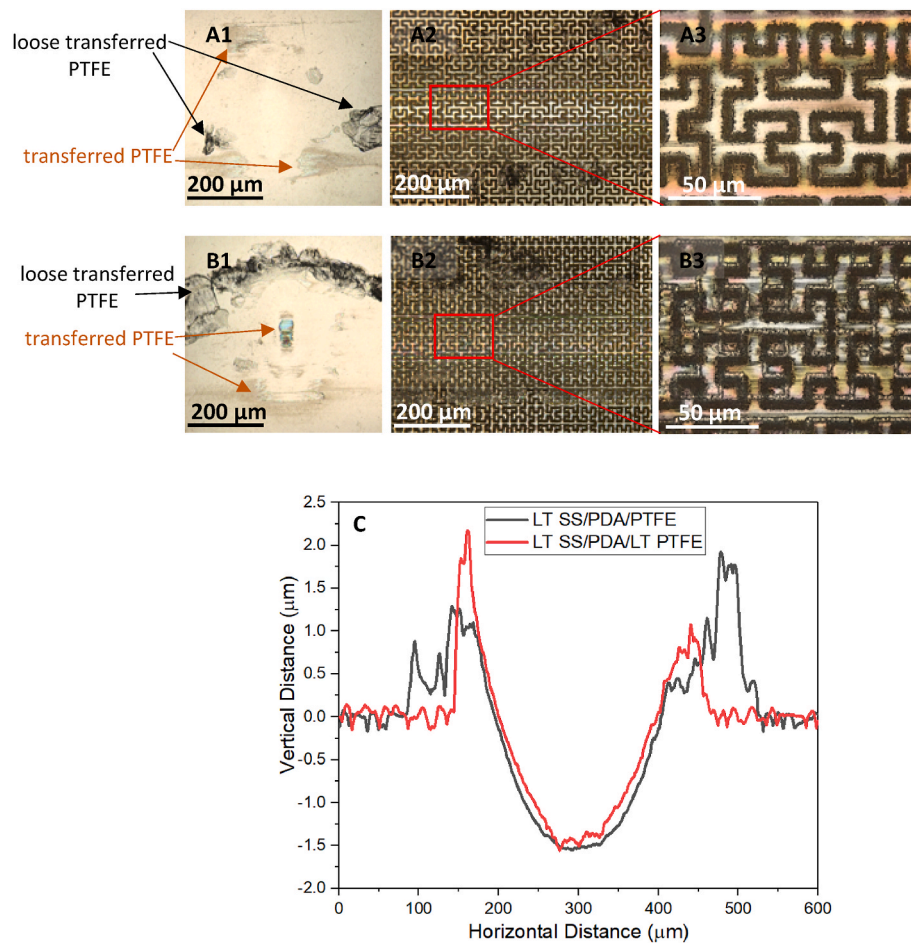 A1
A2
A3
loose transferred
PTFE
transferred PTFE
200 µm
200 µm
50 µm
B1
B2
B3
loose transferred
PTFE
transferred PTFE
200 µm
200 µm
50 µm
C
LT SS/PDA/PTFE
LT SS/PDA/LT PTFE
2.5
2.0
1.5
1.0
0.5
0.0
-0.5
-1.0
-1.5
-2.0
Vertical Distance (µm)
0
100
200
300
400
500
600
Horizontal Distance (µm)